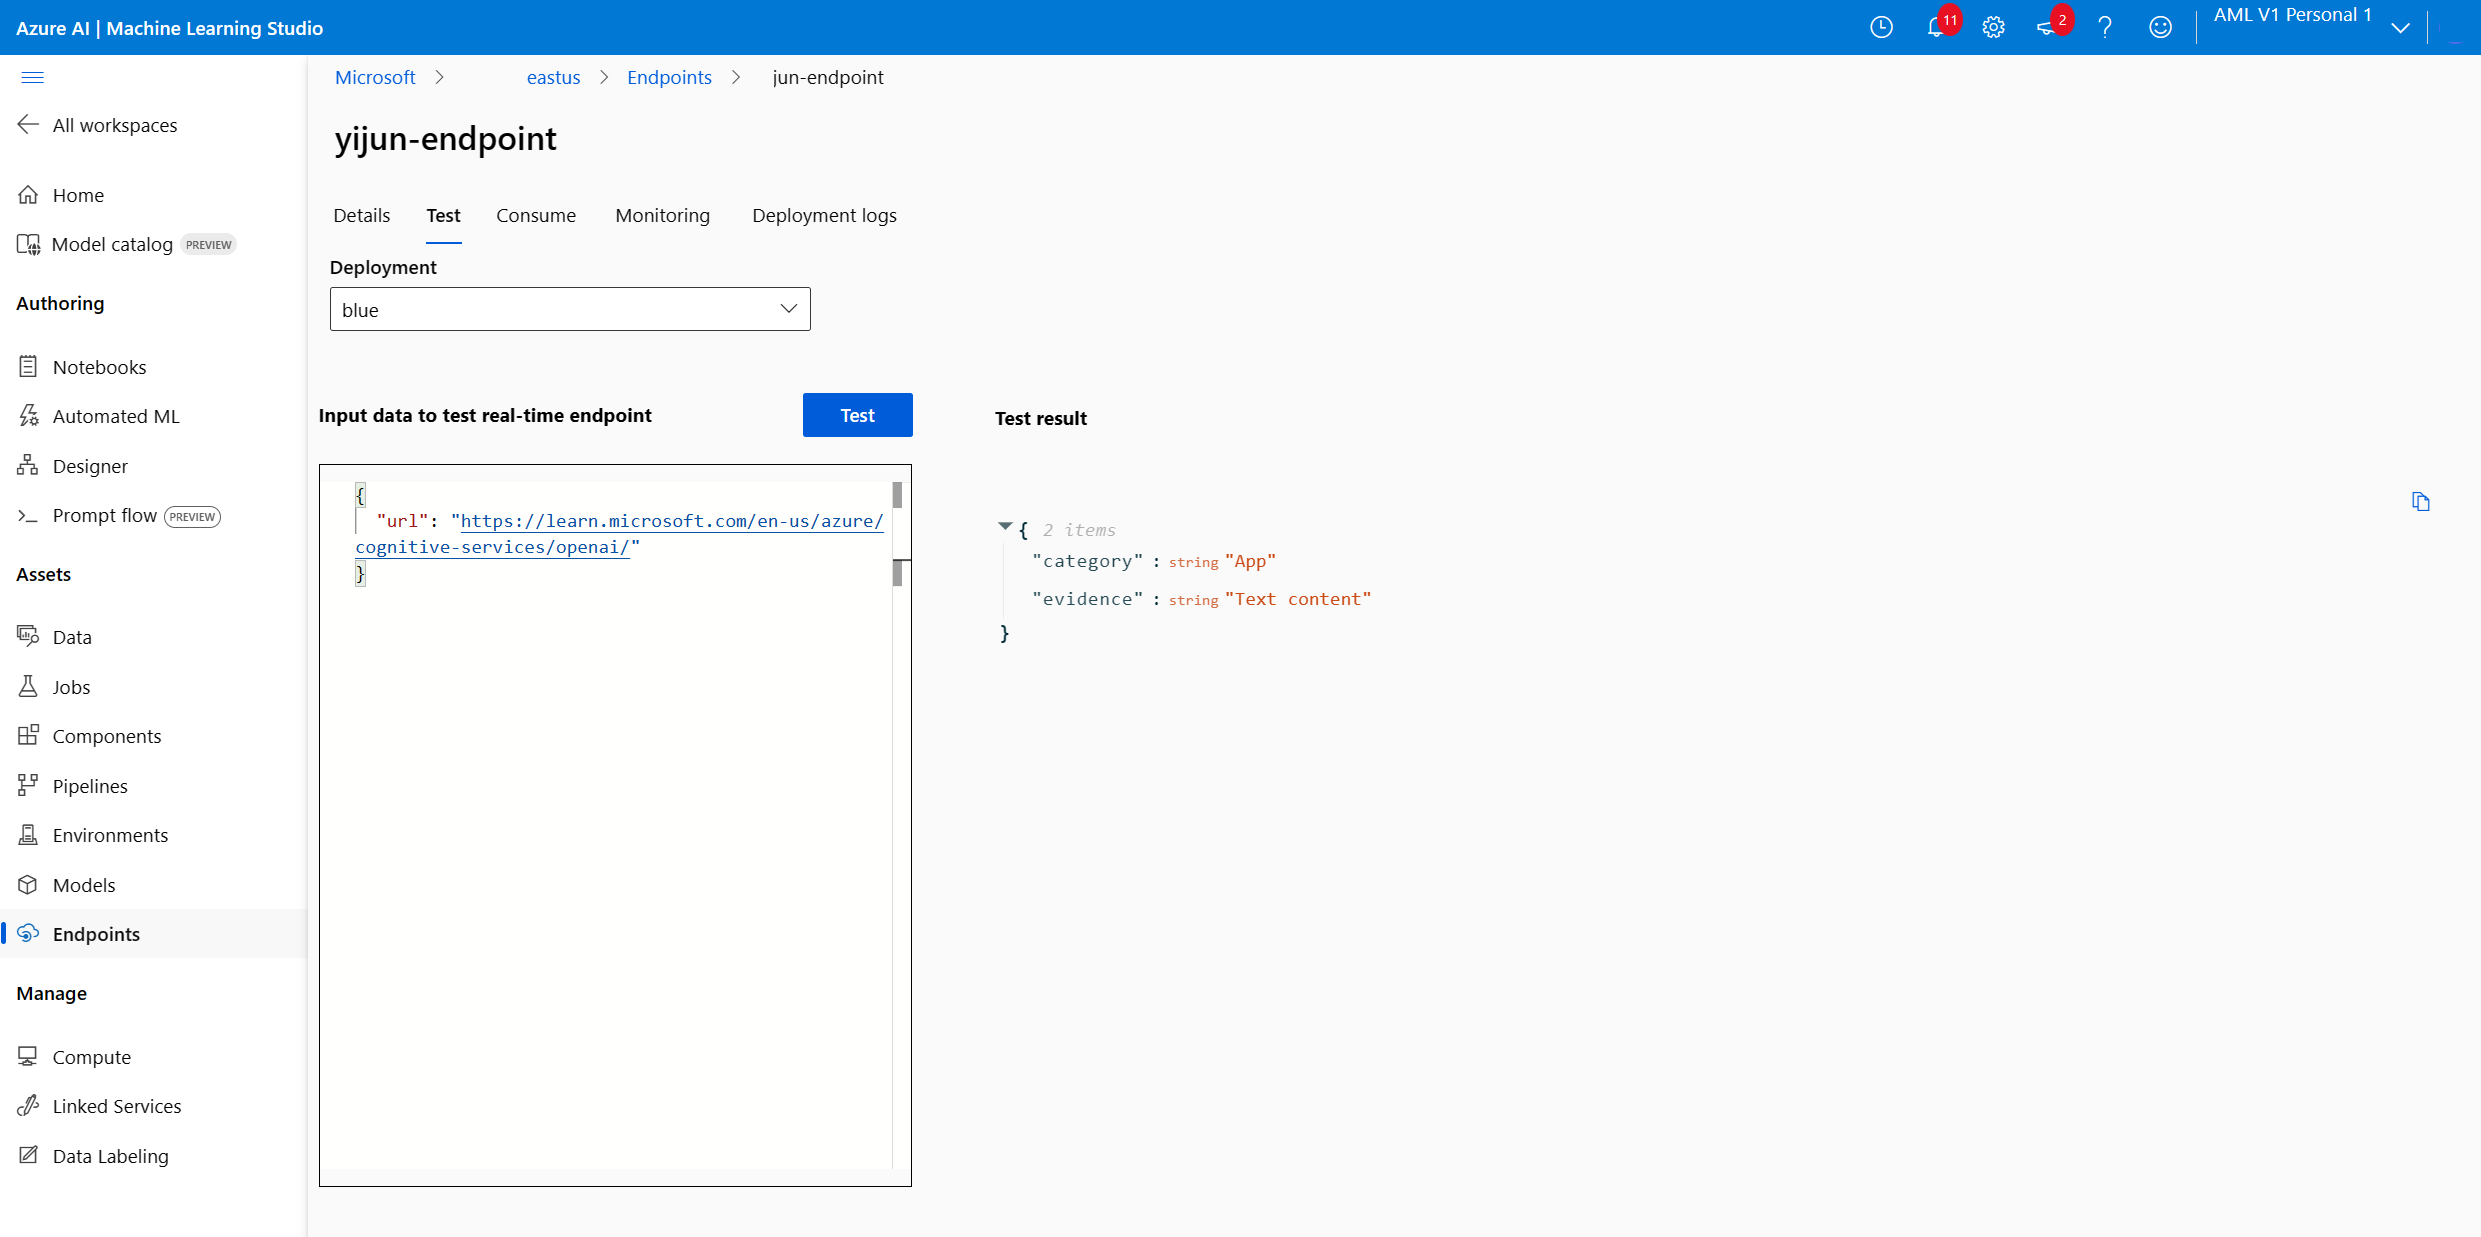 Azure AI | Machine Learning Studio
11
2
AML V1 Personal 1
Microsoft > eastus > Endpoints > jun-endpoint
All workspaces
Home
Model catalog PREVIEW
Authoring
Notebooks
Automated ML
Designer
Prompt flow PREVIEW
Assets
Data
Jobs
Components
Pipelines
Environments
Models
Endpoints
Manage
Compute
Linked Services
Data Labeling
yijun-endpoint
Details Test Consume Monitoring Deployment logs
Deployment
blue
Input data to test real-time endpoint
Test
{
"url": "https://learn.microsoft.com/en-us/azure/
cognitive-services/openai/"
}
Test result
{ 2 items
"category" : string "App"
"evidence" : string "Text content"
}